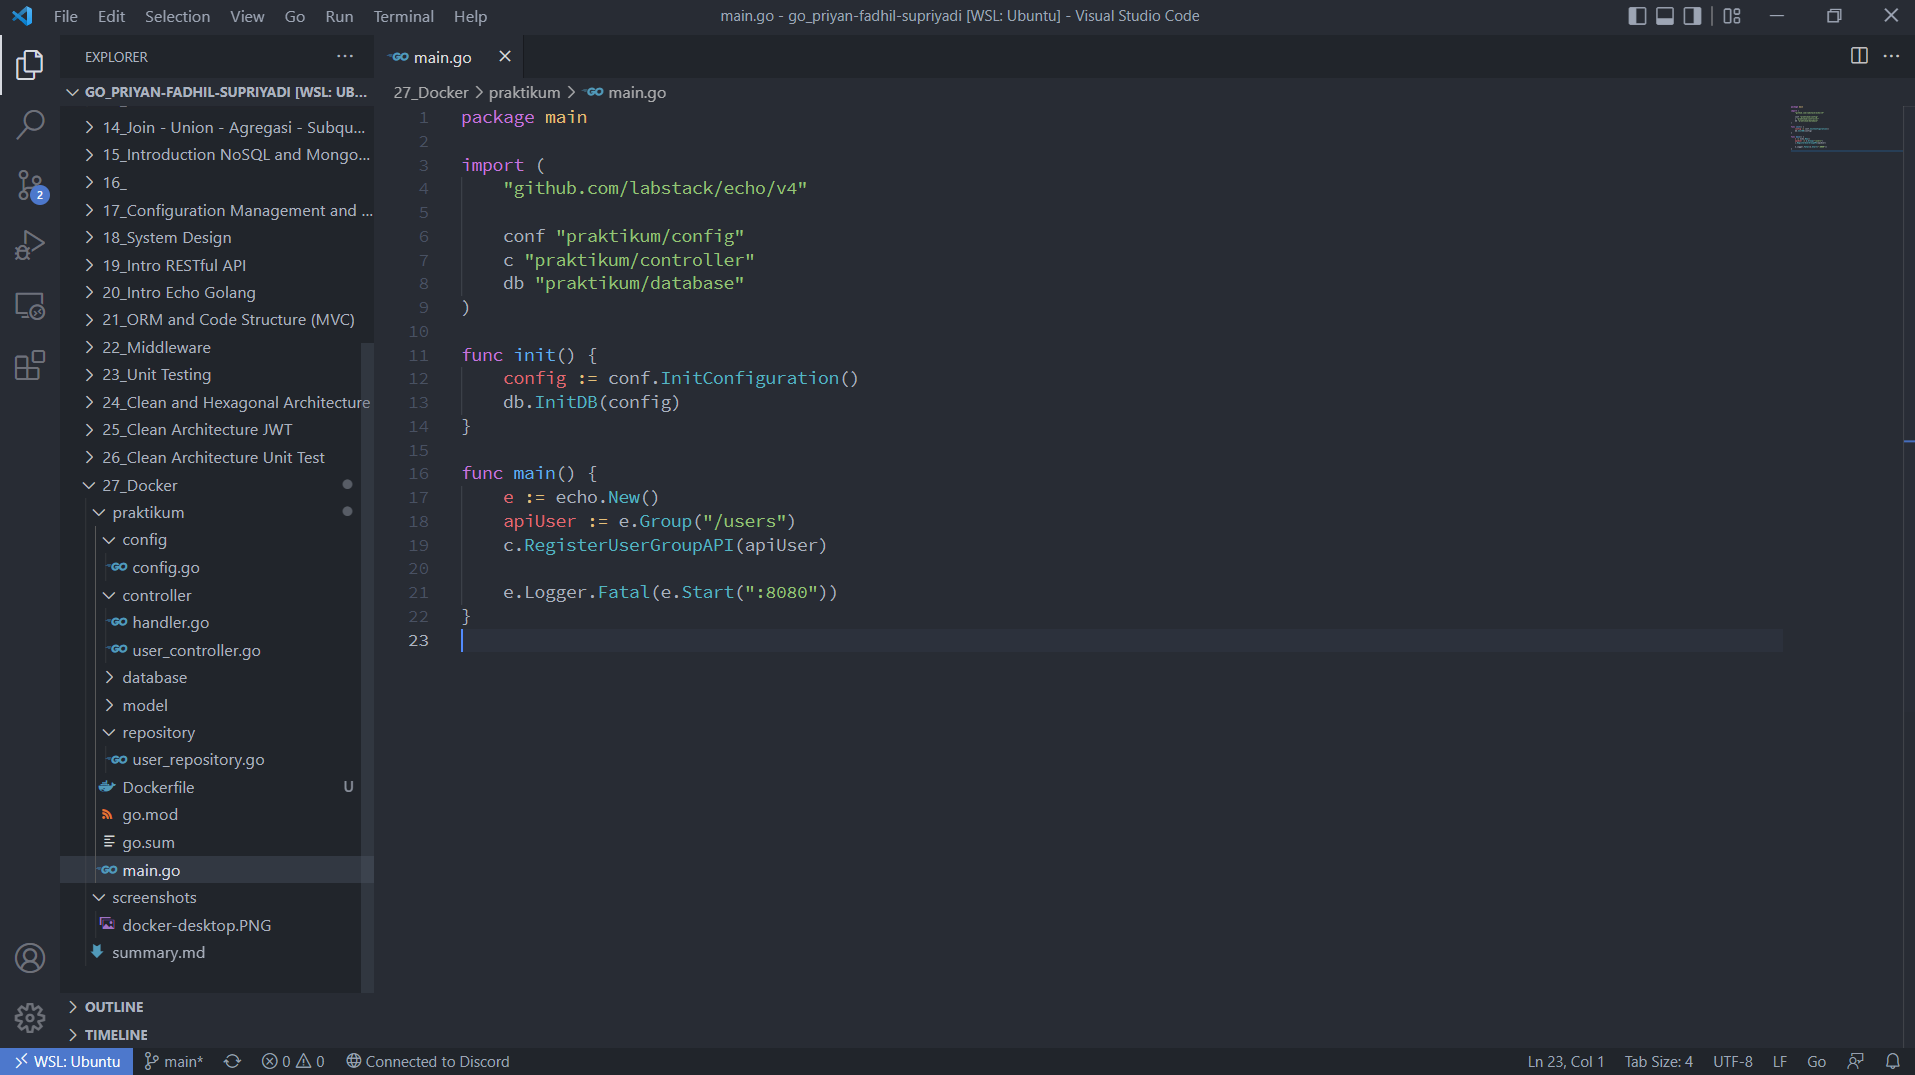 File Edit Selection View Go Run Terminal Help
main.go - go_priyan-fadhil-supriyadi [WSL: Ubuntu] - Visual Studio Code
EXPLORER
GO_PRIYAN-FADHIL-SUPRIYADI [WSL: UB...
14_Join - Union - Agregasi - Subqu...
15_Introduction NoSQL and Mongo...
16_
17_Configuration Management and ...
18_System Design
19_Intro RESTful API
20_Intro Echo Golang
21_ORM and Code Structure (MVC)
22_Middleware
23_Unit Testing
24_Clean and Hexagonal Architecture
25_Clean Architecture JWT
26_Clean Architecture Unit Test
27_Docker
praktikum
config
GO config.go
controller
GO handler.go
GO user_controller.go
database
model
repository
GO user_repository.go
Dockerfile U
go.mod
go.sum
GO main.go
screenshots
docker-desktop.PNG
summary.md
OUTLINE
TIMELINE
2
GO main.go
27_Docker > praktikum > GO main.go
1 package main
2
3 import (
4 "github.com/labstack/echo/v4"
5
6 conf "praktikum/config"
7 c "praktikum/controller"
8 db "praktikum/database"
9 )
10
11 func init() {
12 config := conf.InitConfiguration()
13 db.InitDB(config)
14 }
15
16 func main() {
17 e := echo.New()
18 apiUser := e.Group("/users")
19 c.RegisterUserGroupAPI(apiUser)
20
21 e.Logger.Fatal(e.Start(":8080"))
22 }
23
WSL: Ubuntu main* 0 0 Connected to Discord
Ln 23, Col 1 Tab Size: 4 UTF-8 LF Go